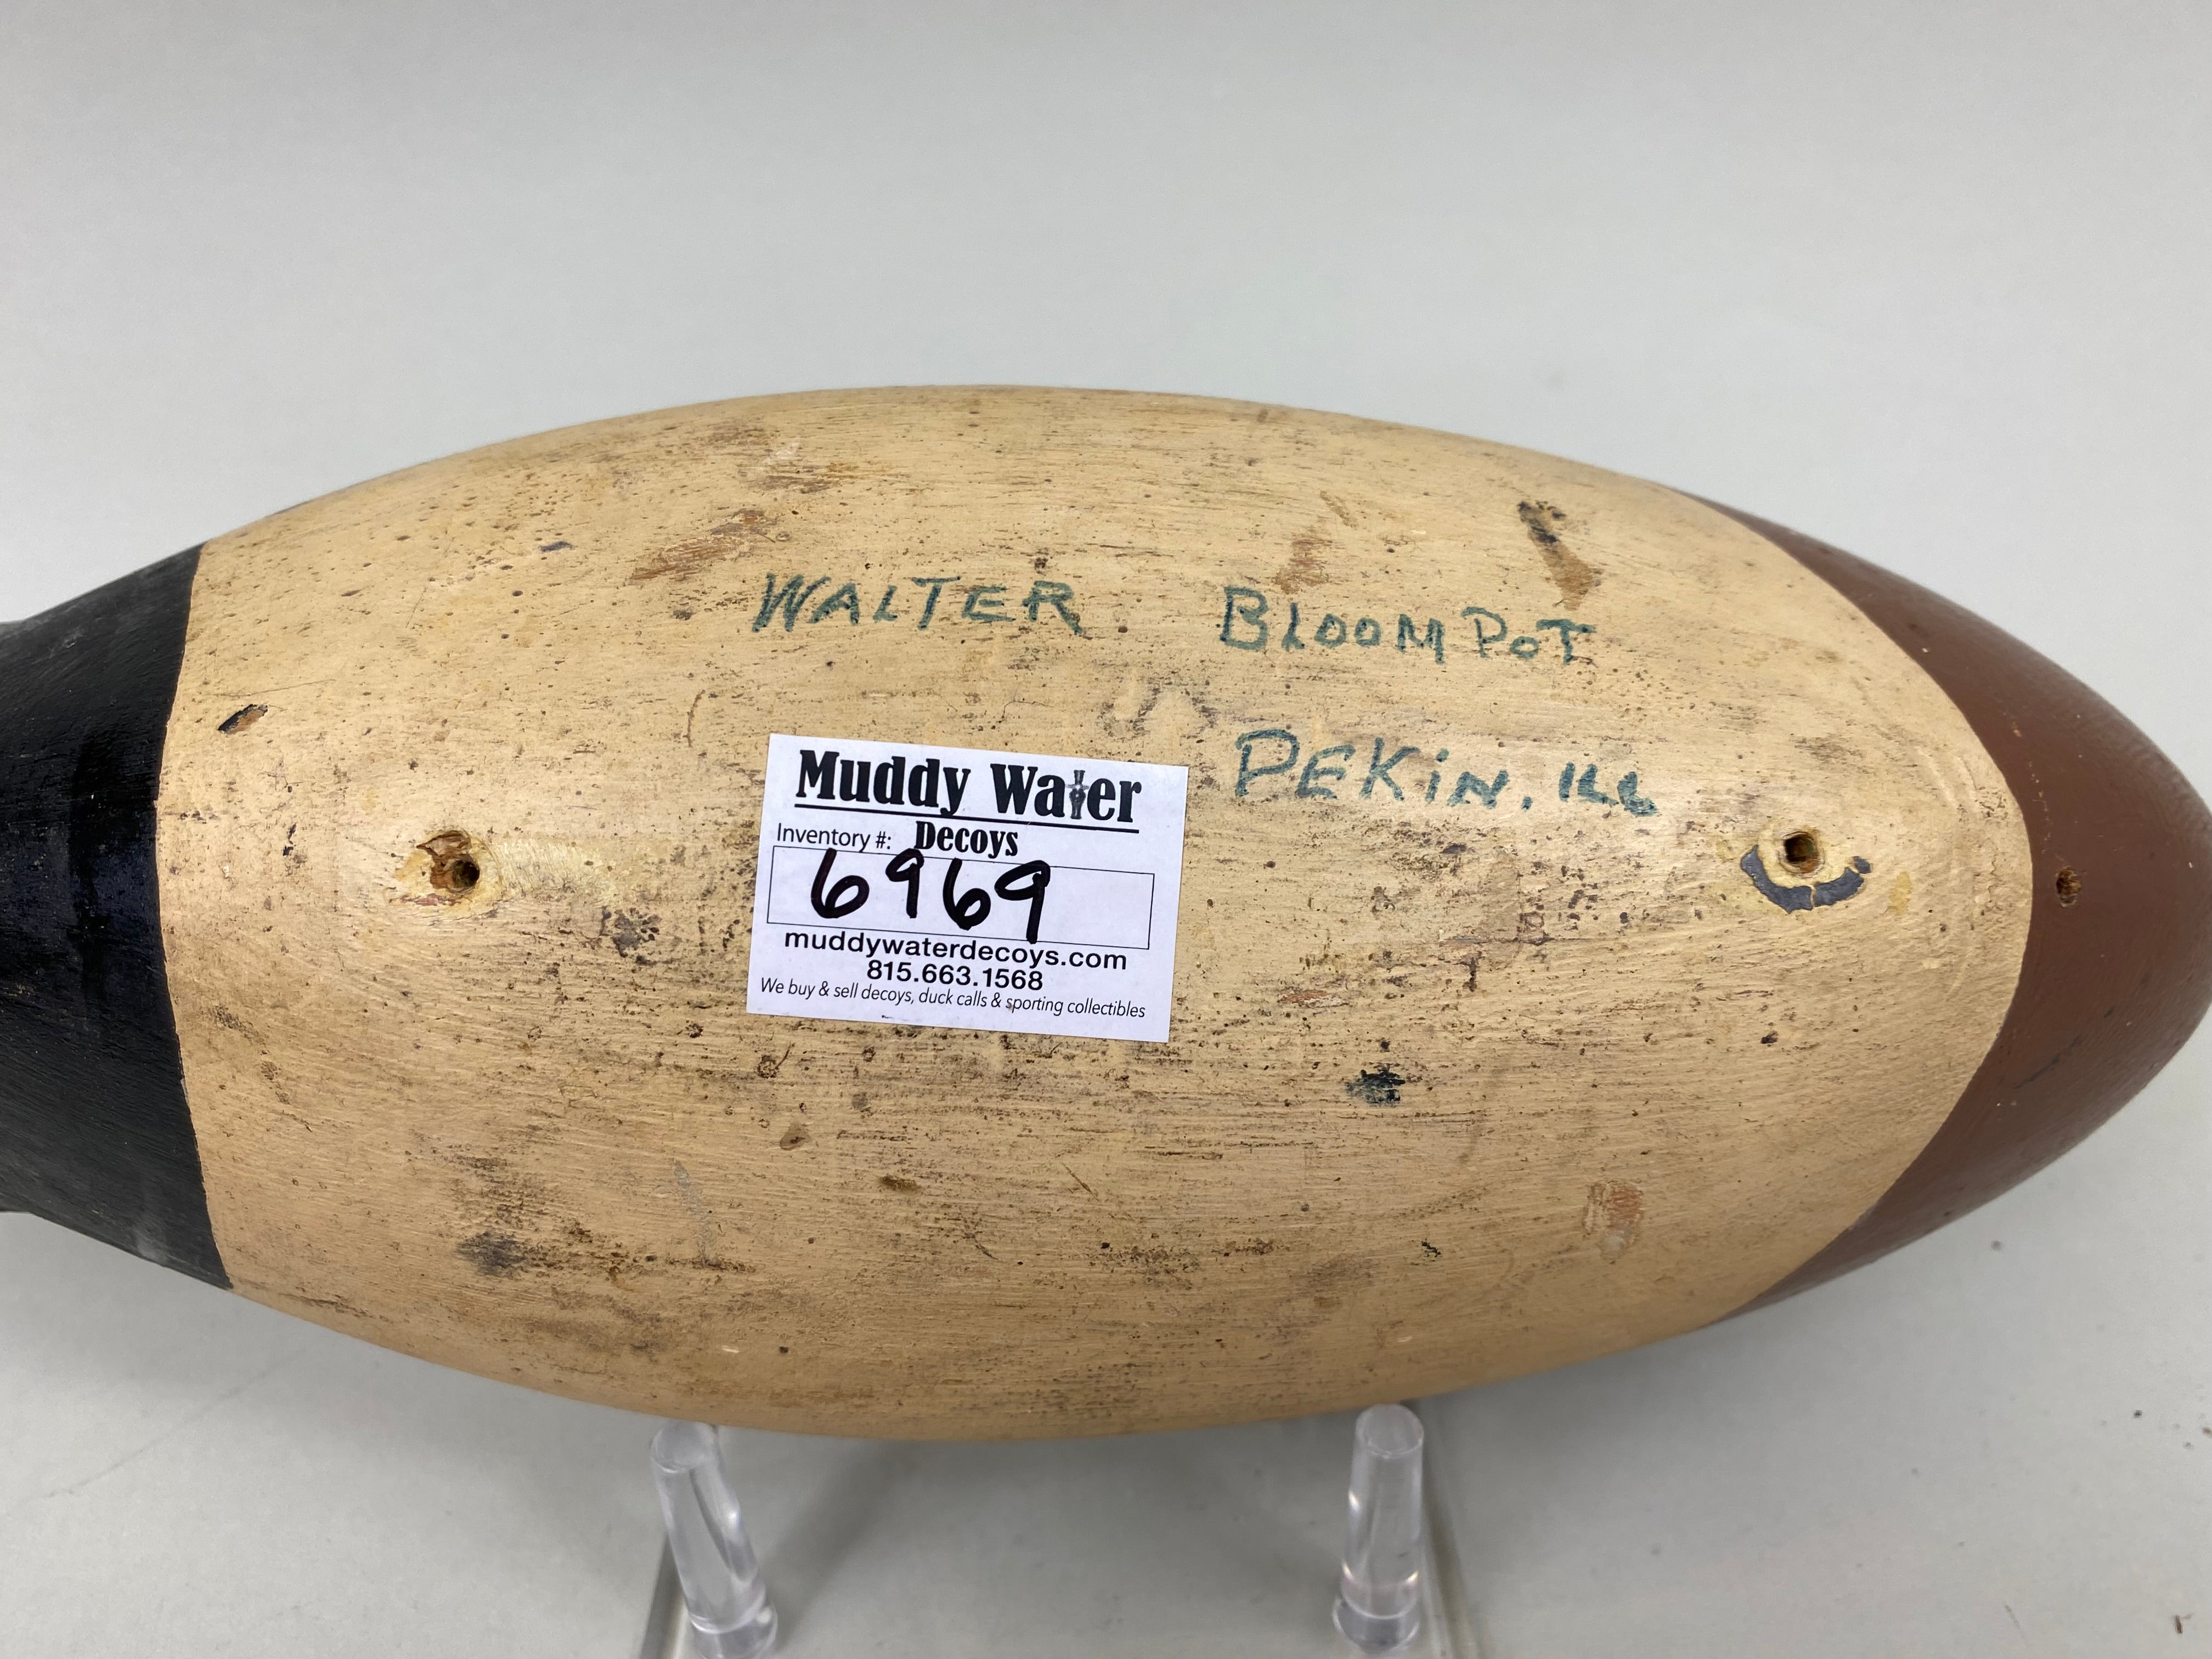 WALTER BLOOMPOT
PEKiN. ILL
Muddy Water
Decoys
Inventory #:
6969
muddywaterdecoys.com
815.663.1568
We buy & sell decoys, duck calls & sporting collectibles